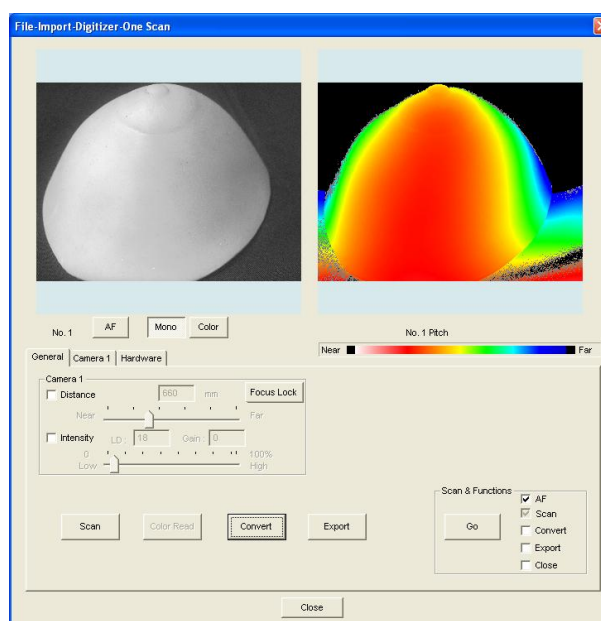 File-Import-Digitizer-One Scan
No. 1 AF Mono Color
No. 1 Pitch
Near Far
General Camera 1 Hardware
Camera 1
Distance 660 mm Focus Lock
Near Far
Intensity LD : 18 Gain : 0
0 100%
Low High
Scan Color Read Convert Export
Scan & Functions
AF
Scan
Go
Convert
Export
Close
Close